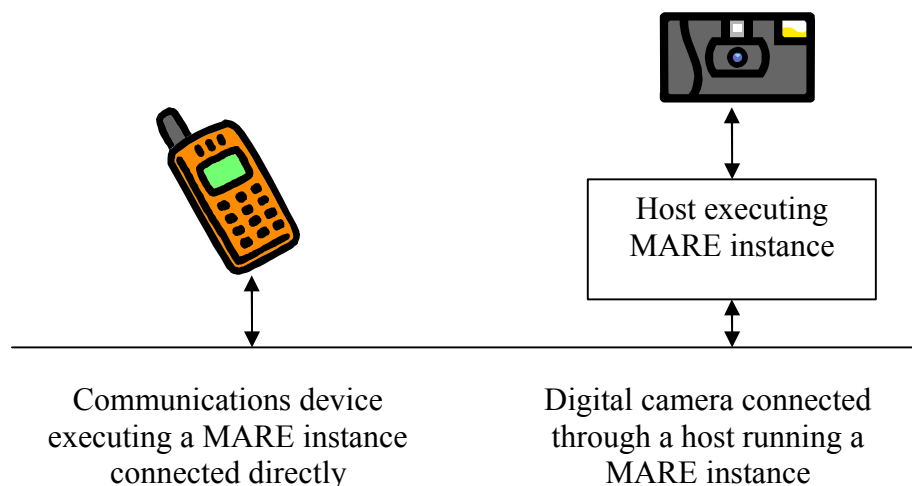 Host executing
MARE instance
Communications device
executing a MARE instance
connected directly
Digital camera connected
through a host running a
MARE instance